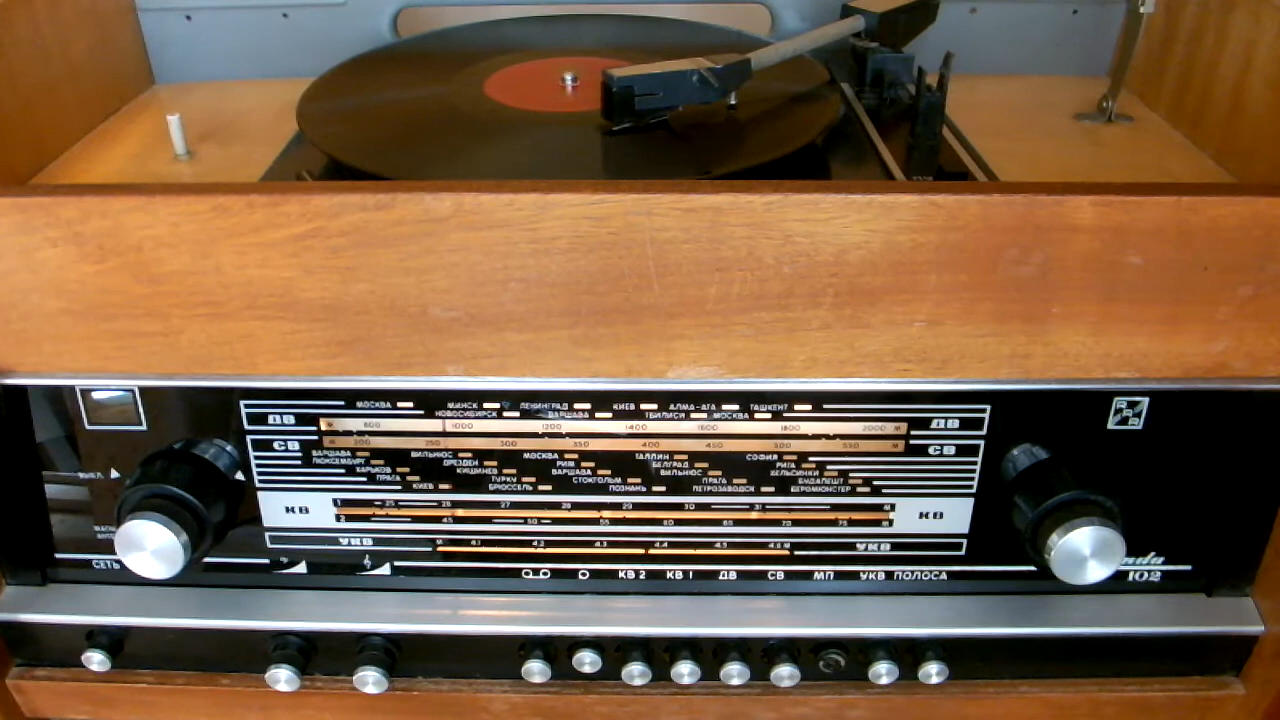 МОСКВА МИНСК ЛЕНИНГРАД КИЕВ АЛМА-АТА ТАШКЕНТ
НОВОСИБИРСК ВАРШАВА ТБИЛИСИ МОСКВА
ДВ М 800 1000 1200 1400 1600 1800 2000 М ДВ
СВ М 200 250 300 350 400 450 500 550 М СВ
ВАРШАВА ВИЛЬНЮС МОСКВА ТАЛЛИН СОФИЯ
ЛЮКСЕМБУРГ ДРЕЗДЕН РИМ БЕЛГРАД РИГА
ХАРЬКОВ КИШИНЕВ ВАРШАВА ВИЛЬНЮС ХЕЛЬСИНКИ
ПРАГА ТУРКУ СТОКГОЛЬМ ПРАГА БУДАПЕШТ
КИЕВ БРЮССЕЛЬ ПОЗНАНЬ ПЕТРОЗАВОДСК БЕРОМЮНСТЕР
КВ 1 25 26 27 28 29 30 31 М КВ
2 45 50 55 60 65 70 75 М
УКВ М 4.1 4.2 4.3 4.4 4.5 4.6 М УКВ
СЕТЬ КВ 2 КВ 1 ДВ СВ МП УКВ ПОЛОСА
102
RRR